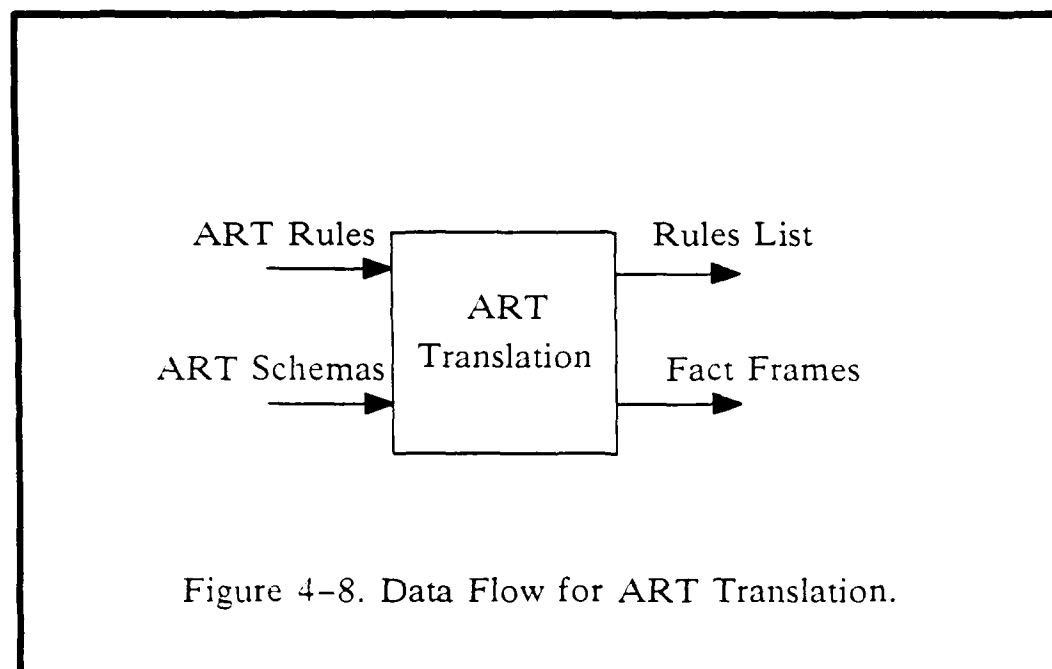 ART Rules
Rules List
ART
Translation
ART Schemas
Fact Frames
Figure 4-8. Data Flow for ART Translation.